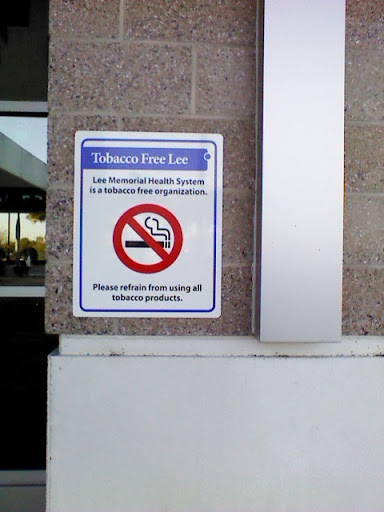 Tobacco Free Lee
Lee Memorial Health System
is a tobacco free organization.
Please refrain from using all
tobacco products.